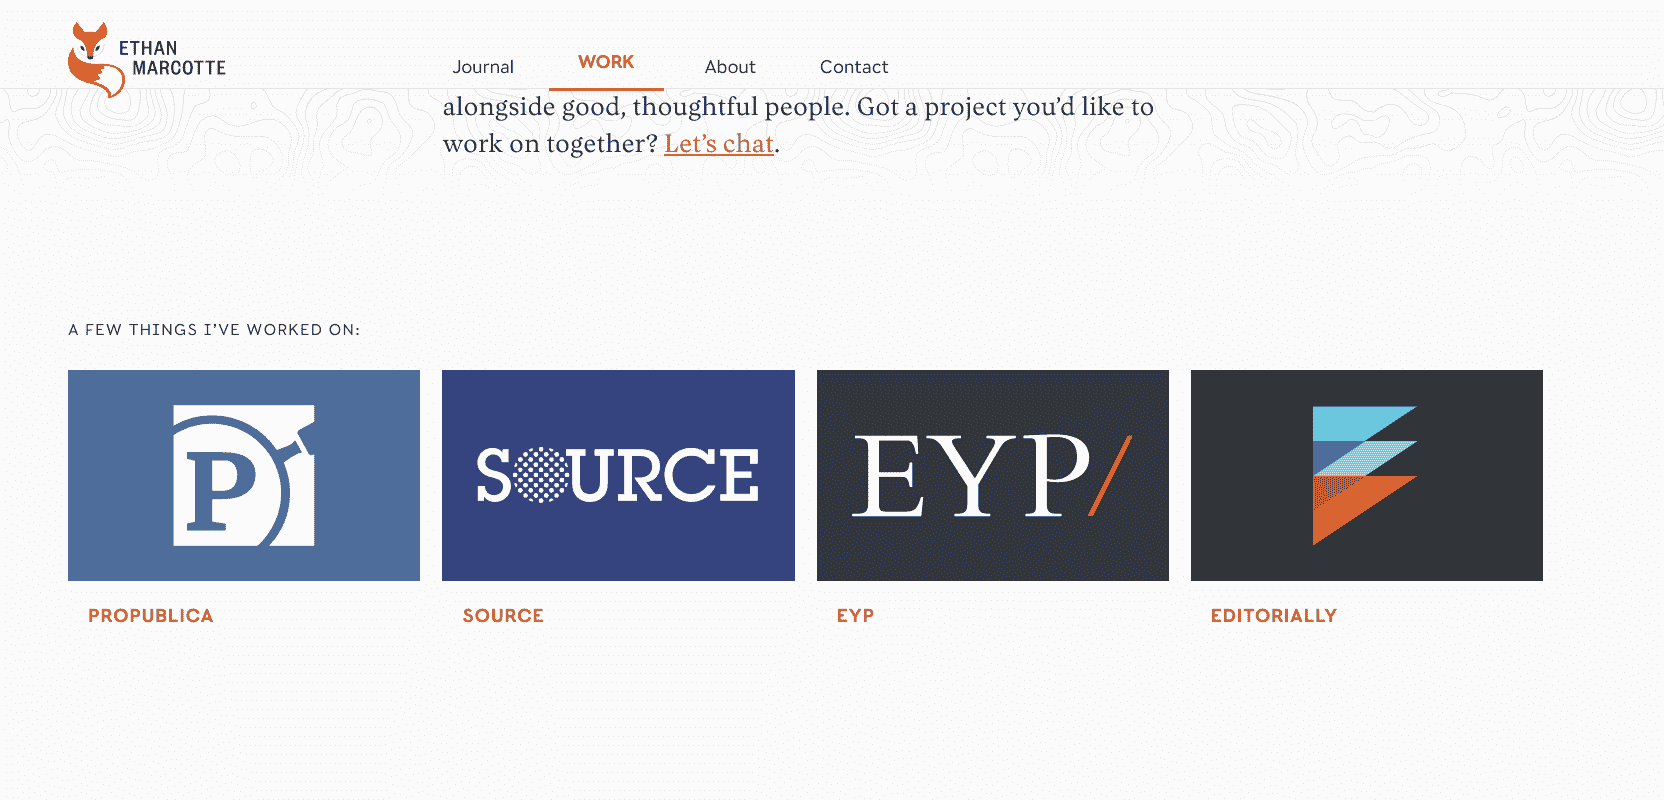 ETHAN
MARCOTTE
Journal
WORK
About
Contact
alongside good, thoughtful people. Got a project you’d like to
work on together? Let’s chat.
A FEW THINGS I’VE WORKED ON:
P
SOURCE
EYP/
PROPUBLICA
SOURCE
EYP
EDITORIALLY